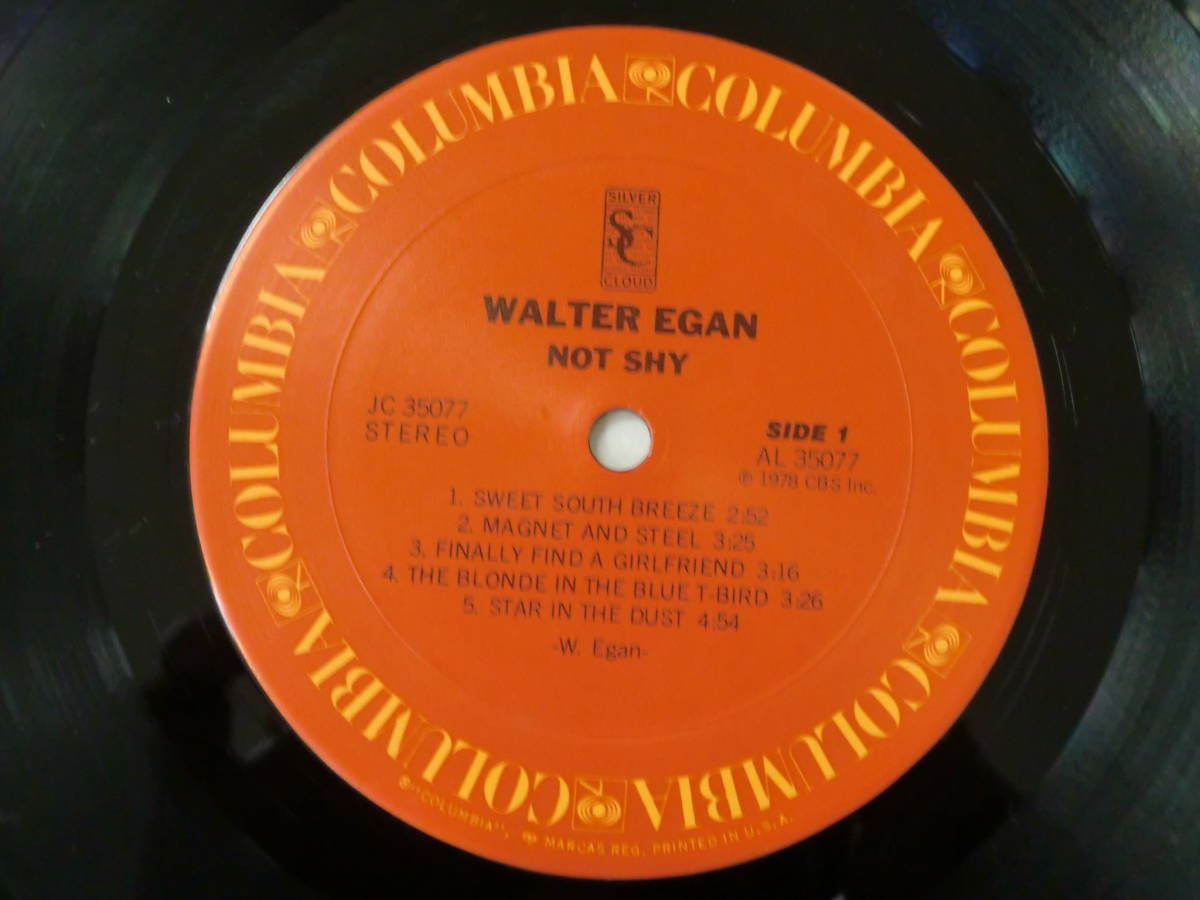 COLUMBIA COLUMBIA COLUMBIA COLUMBIA COLUMBIA COLUMBIA
SILVER
SC
CLOUD
WALTER EGAN
NOT SHY
JC 35077
STEREO
SIDE 1
AL 35077
℗ 1978 CBS Inc.
1. SWEET SOUTH BREEZE 2:52
2. MAGNET AND STEEL 3:25
3. FINALLY FIND A GIRLFRIEND 3:16
4. THE BLONDE IN THE BLUE T-BIRD 3:26
5. STAR IN THE DUST 4:54
-W. Egan-
® "COLUMBIA", MARCAS REG. PRINTED IN U.S.A.